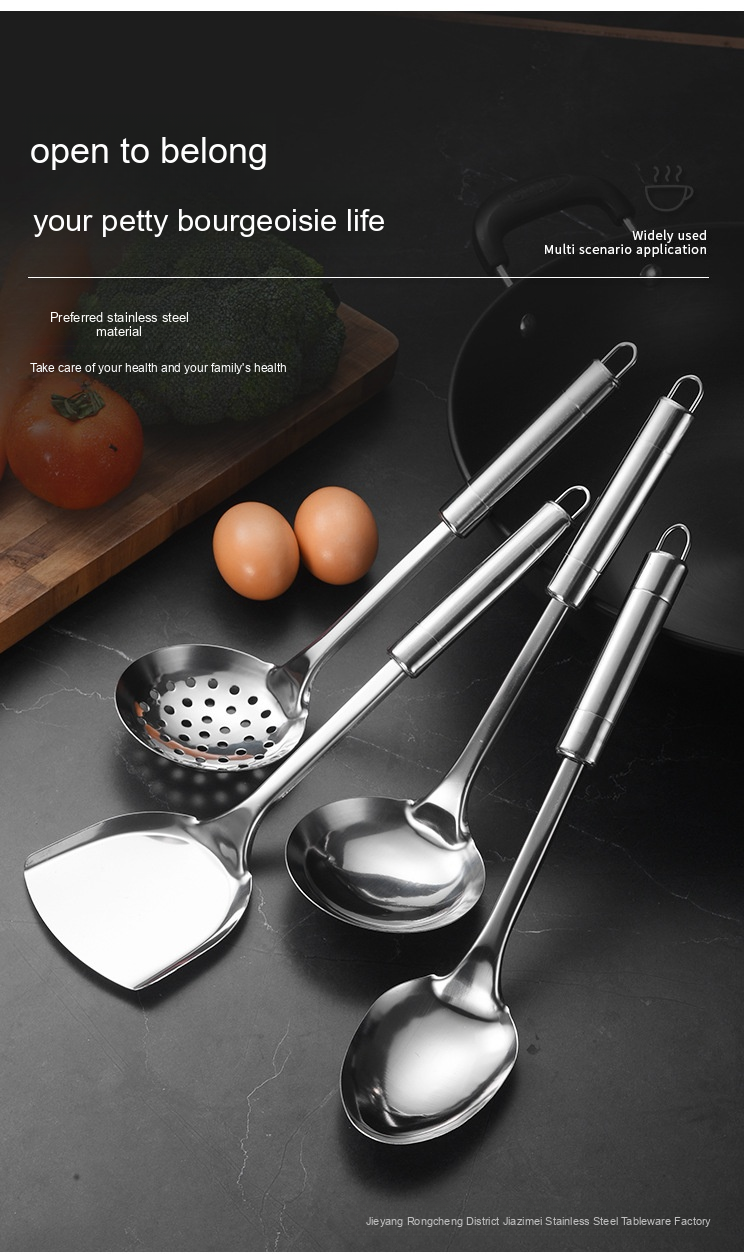 open to belong
your petty bourgeoisie life
Widely used
Multi scenario application
Preferred stainless steel
material
Take care of your health and your family's health
Jieyang Rongcheng District Jiazimei Stainless Steel Tableware Factory